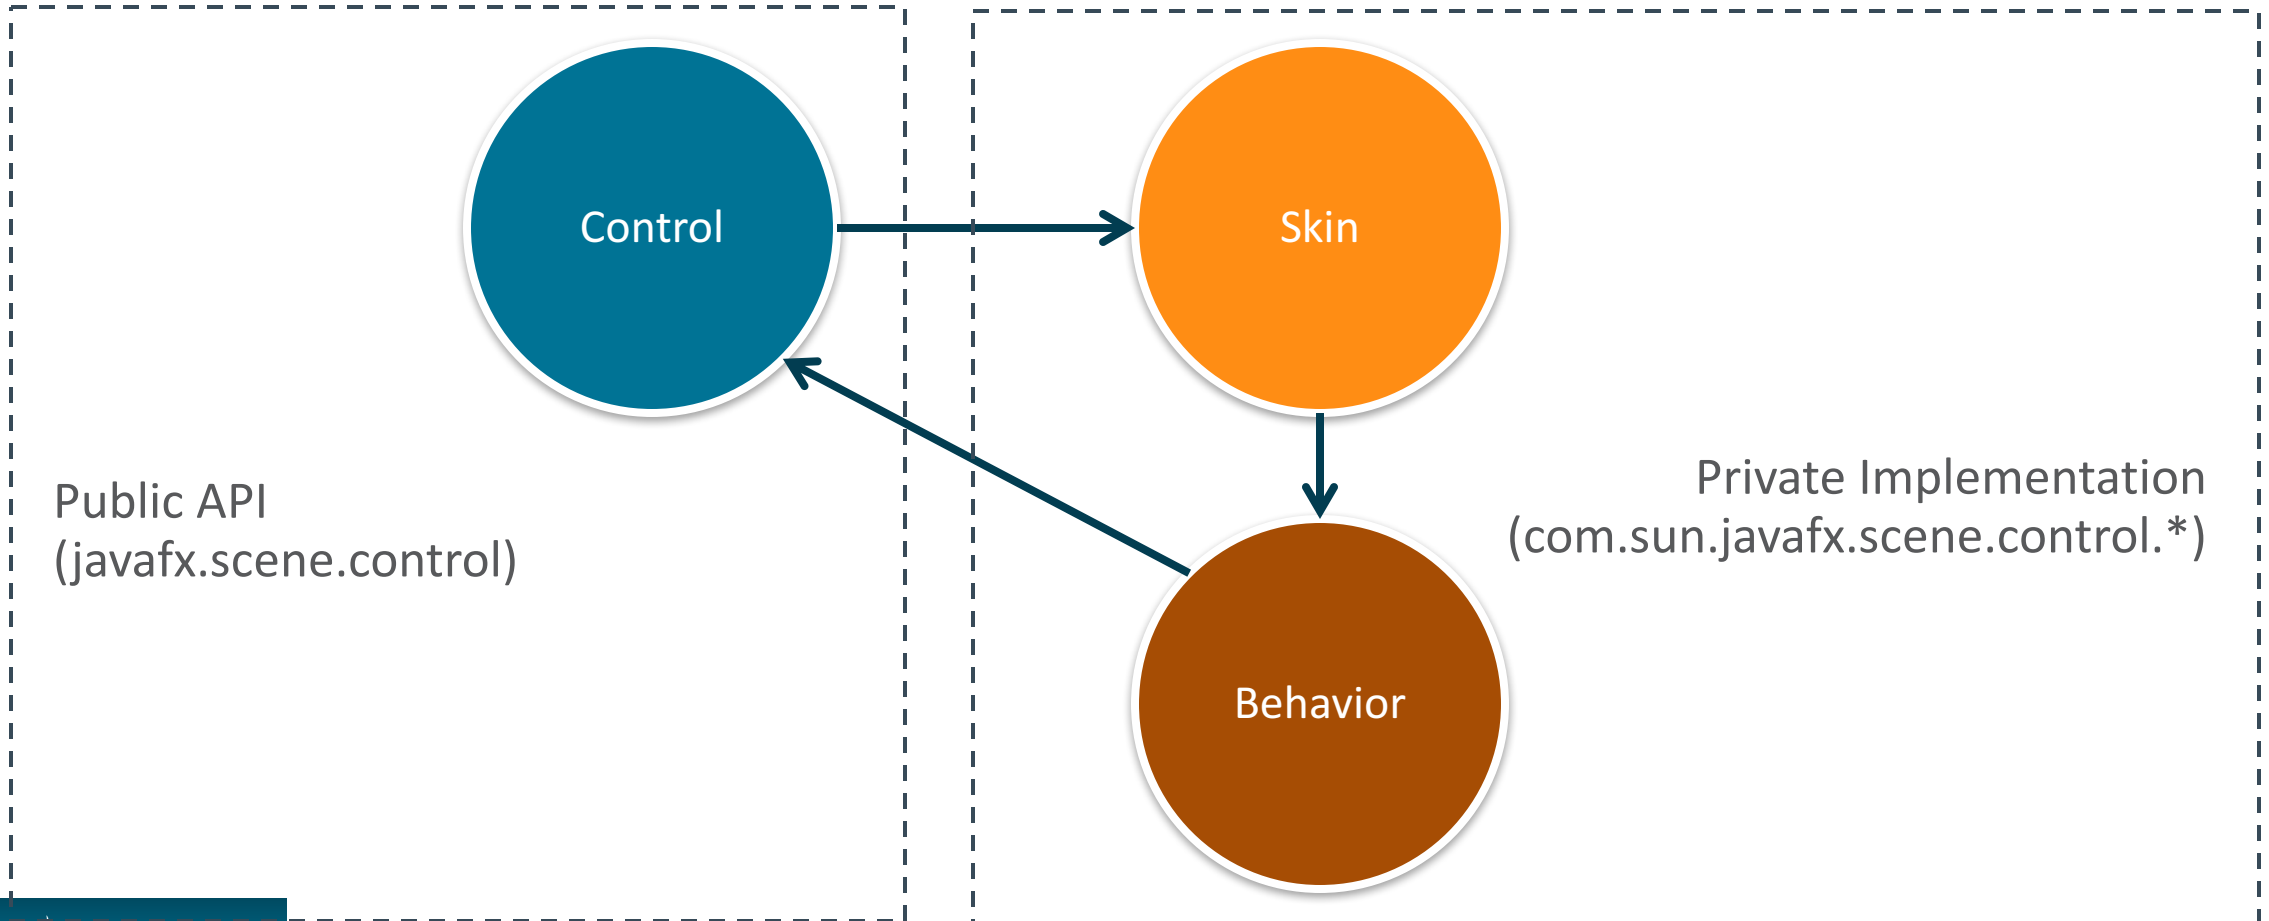 Control
Skin
Public API
(javafx.scene.control)
Private Implementation
(com.sun.javafx.scene.control.*)
Behavior